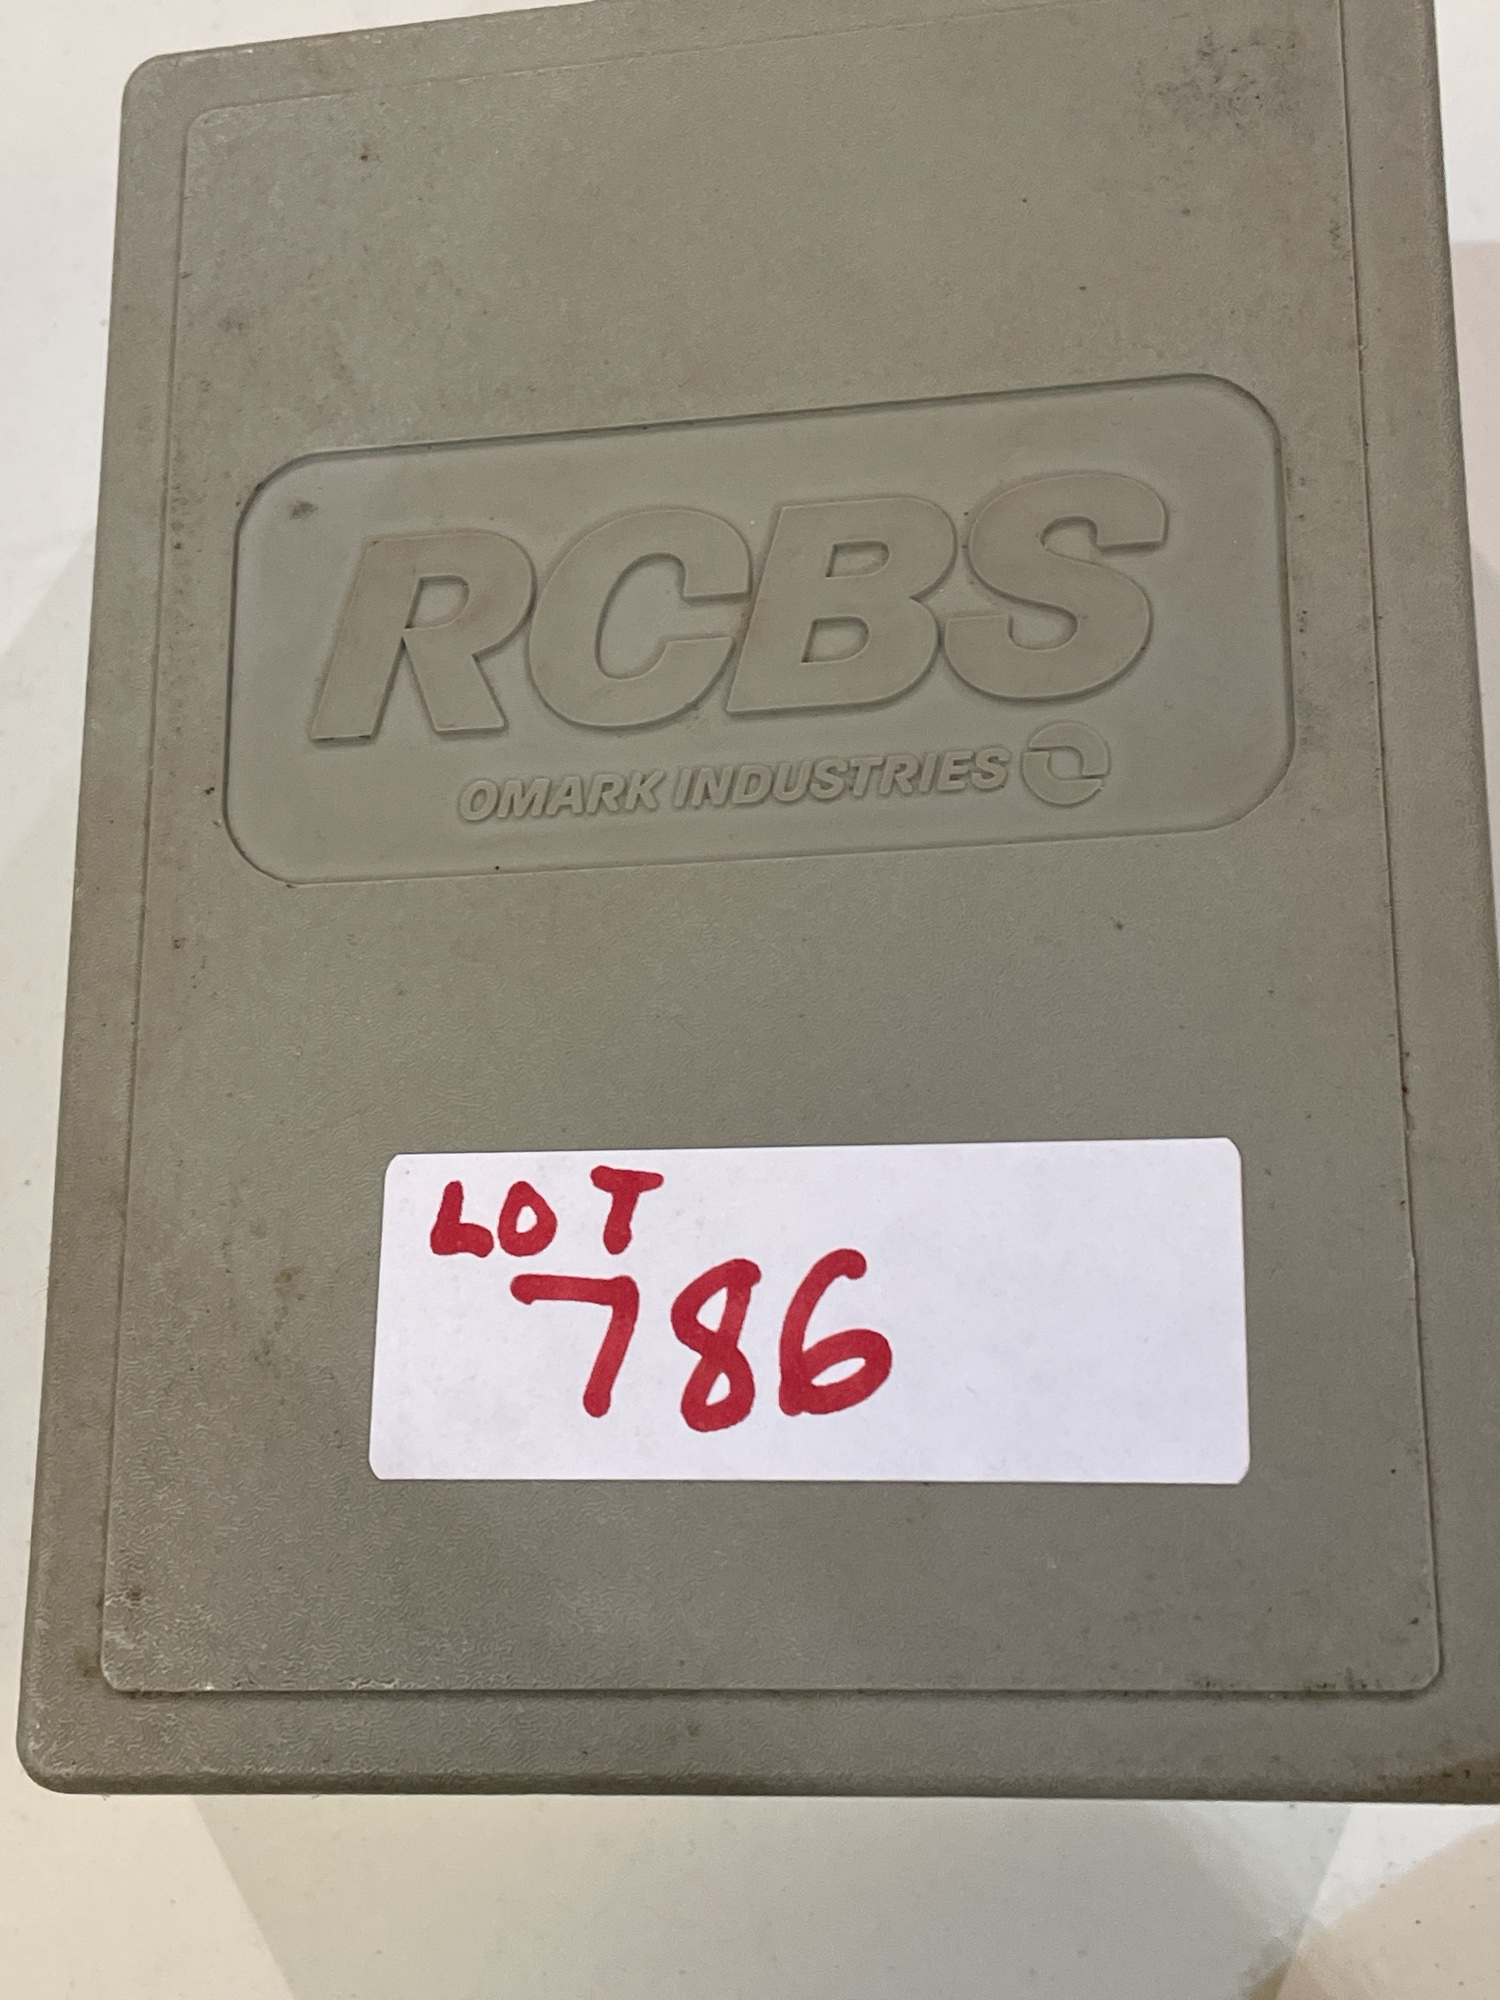 RCBS
OMARK INDUSTRIES
LOT
786